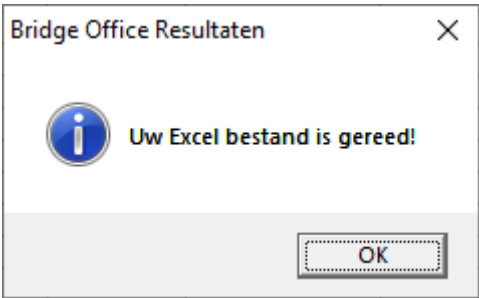 Bridge Office Resultaten
Uw Excel bestand is gereed!
OK